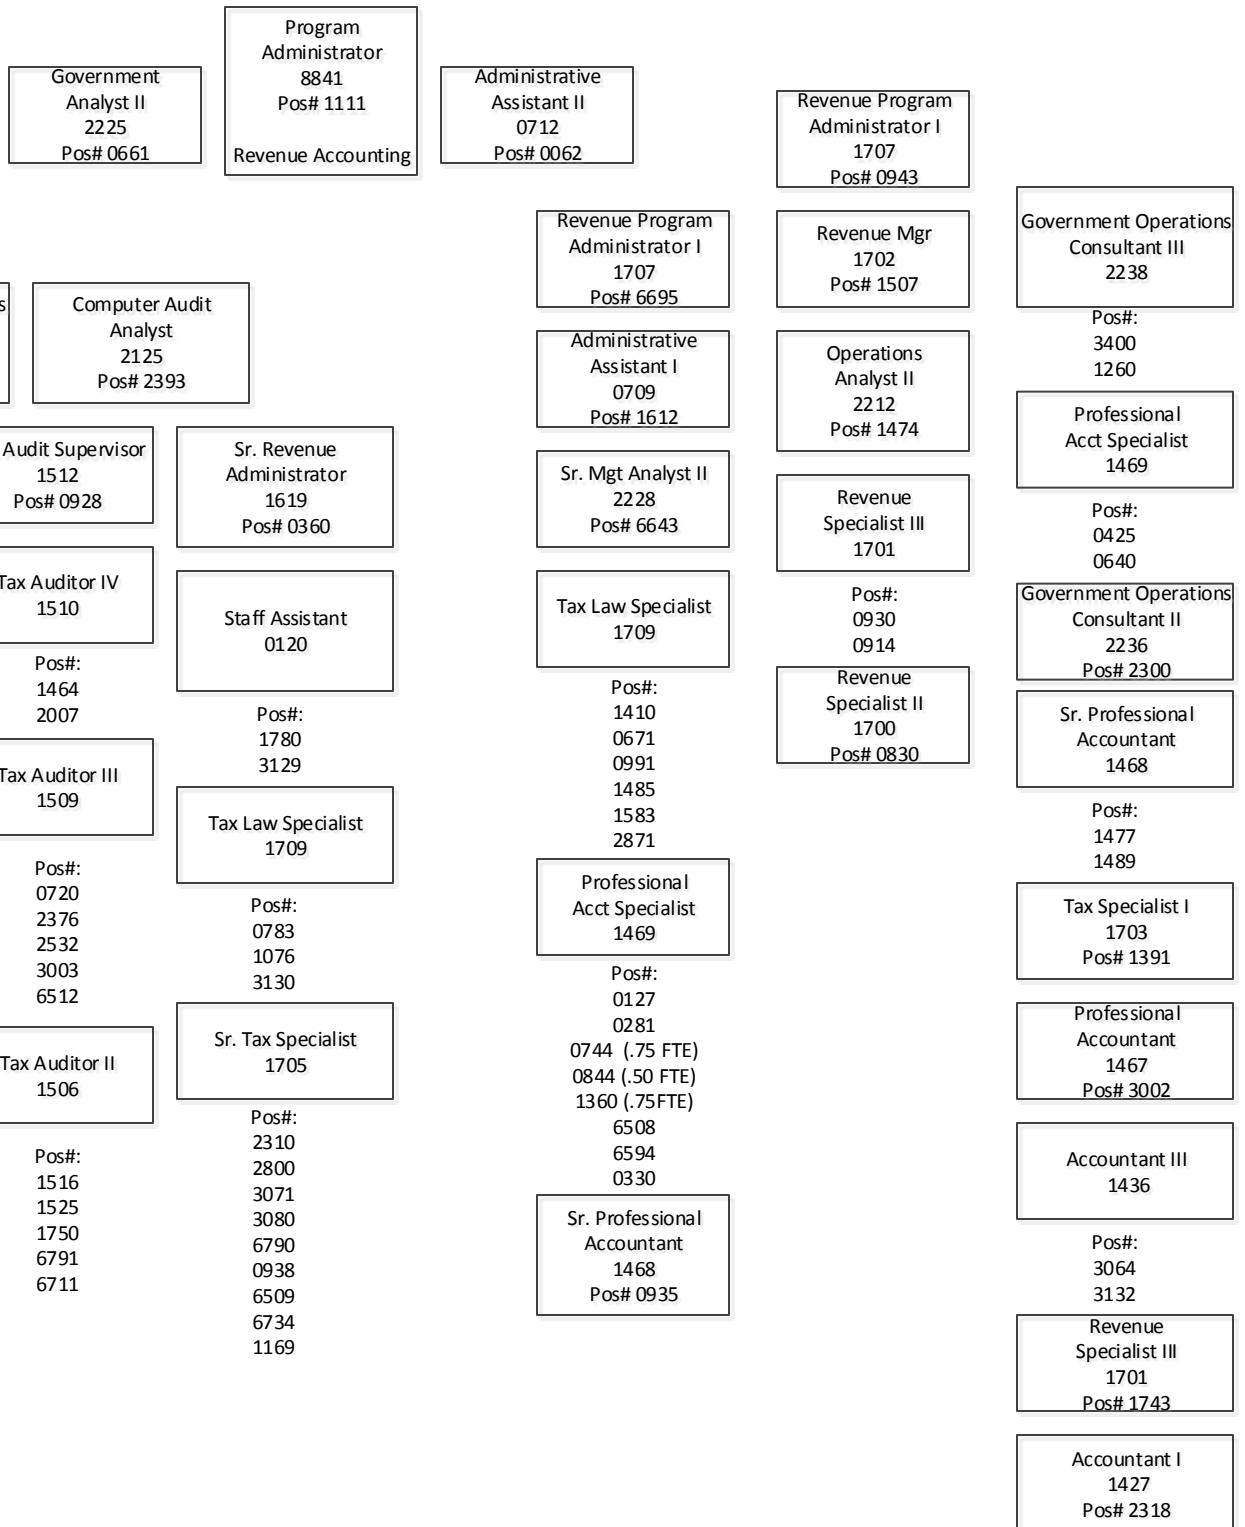 Program
Administrator
8841
Pos# 1111
Revenue Accounting
Government
Analyst II
2225
Pos# 0661
Administrative
Assistant II
0712
Pos# 0062
s
Computer Audit
Analyst
2125
Pos# 2393
Audit Supervisor
1512
Pos# 0928
Tax Auditor IV
1510
Pos#:
1464
2007
Tax Auditor III
1509
Pos#:
0720
2376
2532
3003
6512
Tax Auditor II
1506
Pos#:
1516
1525
1750
6791
6711
Sr. Revenue
Administrator
1619
Pos# 0360
Staff Assistant
0120
Pos#:
1780
3129
Tax Law Specialist
1709
Pos#:
0783
1076
3130
Sr. Tax Specialist
1705
Pos#:
2310
2800
3071
3080
6790
0938
6509
6734
1169
Revenue Program
Administrator I
1707
Pos# 6695
Administrative
Assistant I
0709
Pos# 1612
Sr. Mgt Analyst II
2228
Pos# 6643
Tax Law Specialist
1709
Pos#:
1410
0671
0991
1485
1583
2871
Professional
Acct Specialist
1469
Pos#:
0127
0281
0744 (.75 FTE)
0844 (.50 FTE)
1360 (.75FTE)
6508
6594
0330
Sr. Professional
Accountant
1468
Pos# 0935
Revenue Program
Administrator I
1707
Pos# 0943
Revenue Mgr
1702
Pos# 1507
Operations
Analyst II
2212
Pos# 1474
Revenue
Specialist III
1701
Pos#:
0930
0914
Revenue
Specialist II
1700
Pos# 0830
Government Operations
Consultant III
2238
Pos#:
3400
1260
Professional
Acct Specialist
1469
Pos#:
0425
0640
Government Operations
Consultant II
2236
Pos# 2300
Sr. Professional
Accountant
1468
Pos#:
1477
1489
Tax Specialist I
1703
Pos# 1391
Professional
Accountant
1467
Pos# 3002
Accountant III
1436
Pos#:
3064
3132
Revenue
Specialist III
1701
Pos# 1743
Accountant I
1427
Pos# 2318